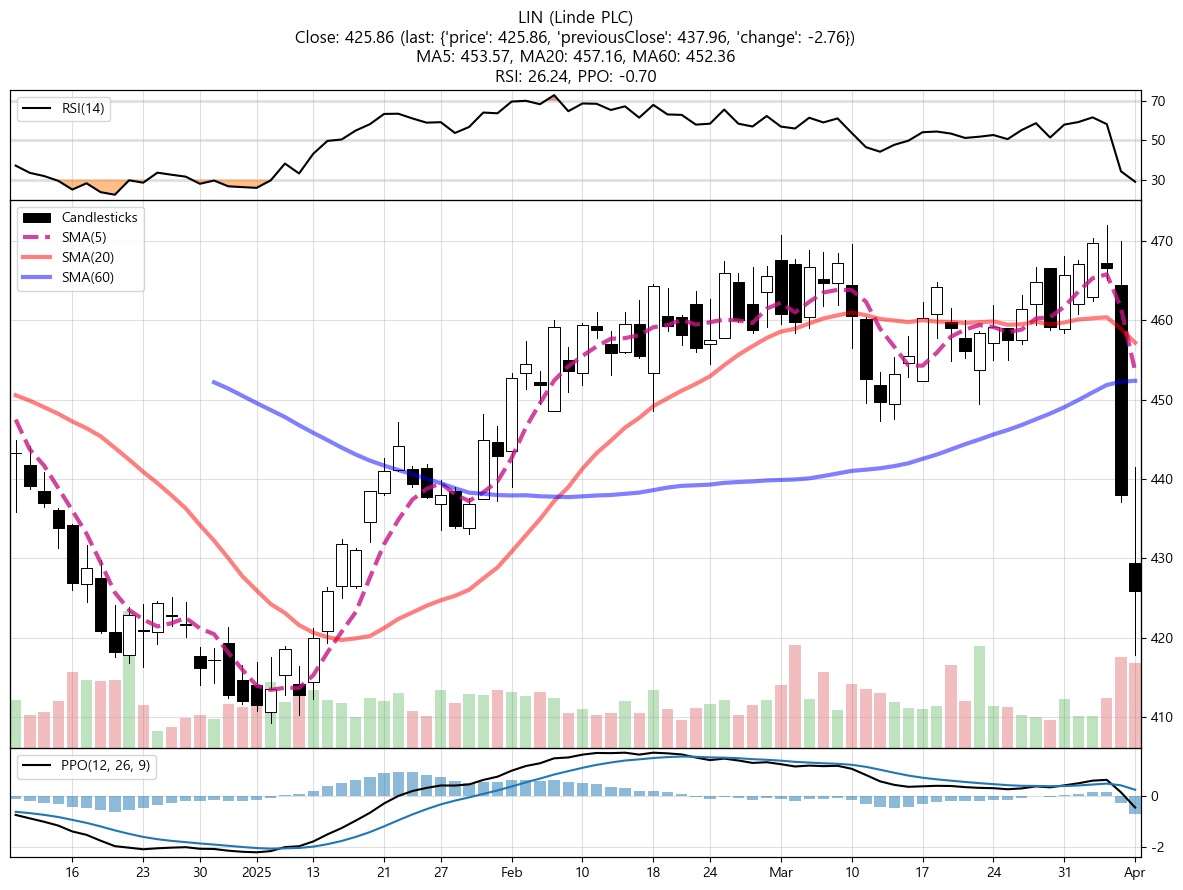 LIN (Linde PLC)
Close: 425.86 (last: {'price': 425.86, 'previousClose': 437.96, 'change': -2.76})
MA5: 453.57, MA20: 457.16, MA60: 452.36
RSI: 26.24, PPO: -0.70
RSI(14)
70
50
30
Candlesticks
SMA(5)
SMA(20)
SMA(60)
470
460
450
440
430
420
410
PPO(12, 26, 9)
0
-2
16 23 30 2025 13 21 27 Feb 10 18 24 Mar 10 17 24 31 Apr